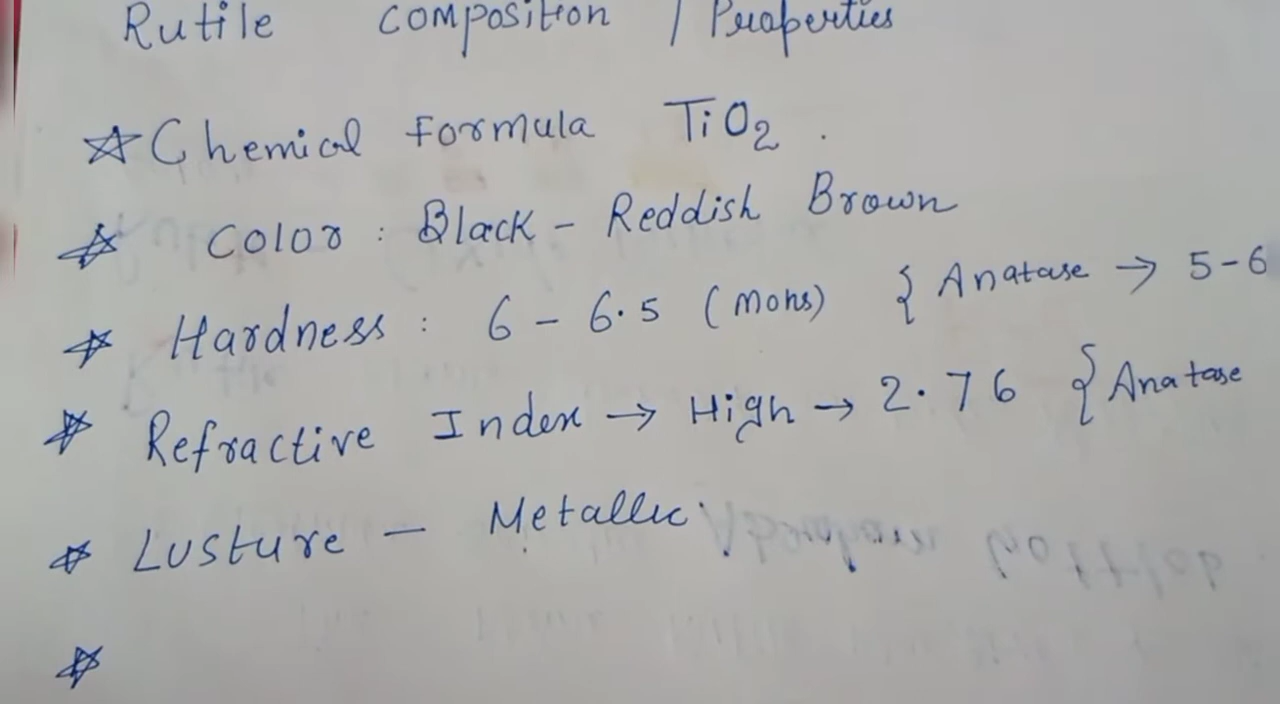 Rutile composition / Properties
☆ Chemical Formula TiO₂ .
☆ Color : Black - Reddish Brown
☆ Hardness : 6 - 6.5 (mohs) { Anatase → 5-6
☆ Refractive Index → High → 2.76 { Anatase
☆ Lusture - Metallic
☆